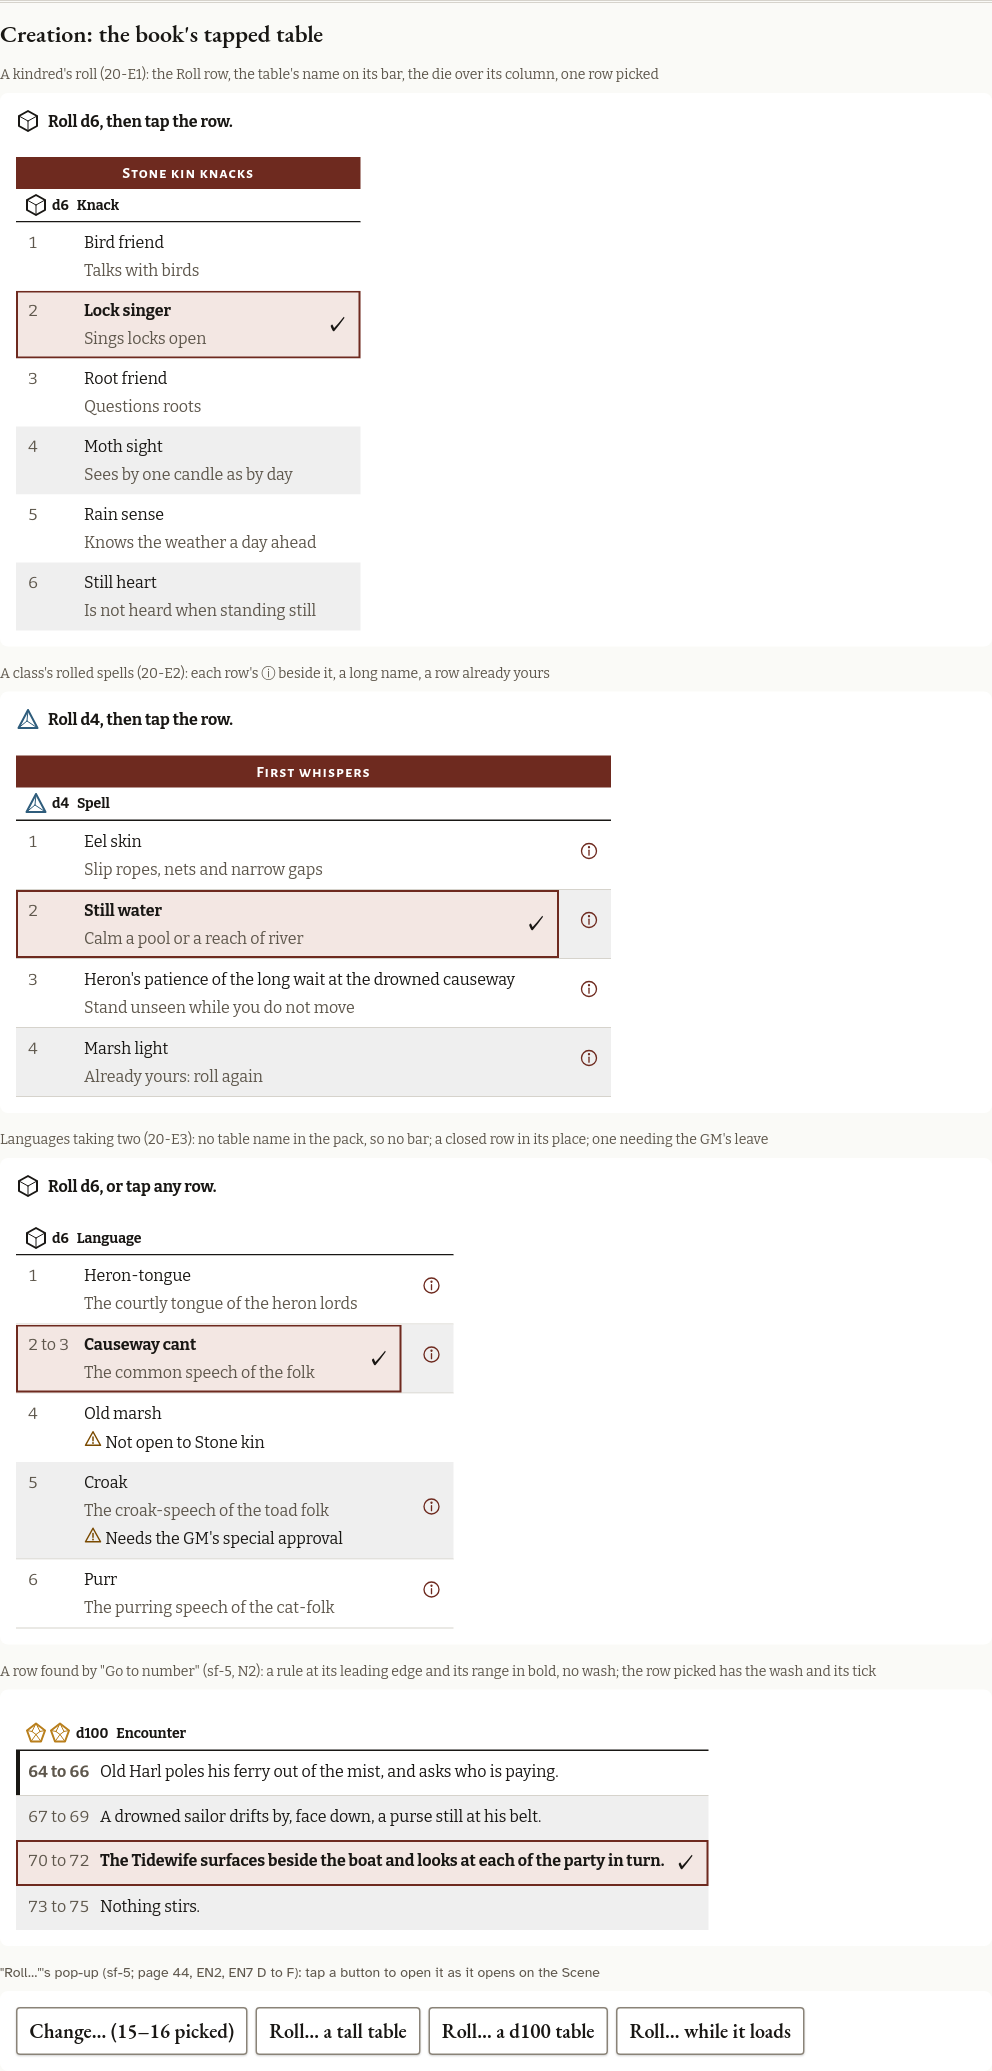 Creation: the book's tapped table
A kindred's roll (20-E1): the Roll row, the table's name on its bar, the die over its column, one row picked
Roll d6, then tap the row.
Stone kin knacks
d6 Knack
1 Bird friend
Talks with birds
2 Lock singer ✓
Sings locks open
3 Root friend
Questions roots
4 Moth sight
Sees by one candle as by day
5 Rain sense
Knows the weather a day ahead
6 Still heart
Is not heard when standing still
A class's rolled spells (20-E2): each row's ⓘ beside it, a long name, a row already yours
Roll d4, then tap the row.
First whispers
d4 Spell
1 Eel skin
Slip ropes, nets and narrow gaps
2 Still water ✓
Calm a pool or a reach of river
3 Heron's patience of the long wait at the drowned causeway
Stand unseen while you do not move
4 Marsh light
Already yours: roll again
Languages taking two (20-E3): no table name in the pack, so no bar; a closed row in its place; one needing the GM's leave
Roll d6, or tap any row.
d6 Language
1 Heron-tongue
The courtly tongue of the heron lords
2 to 3 Causeway cant ✓
The common speech of the folk
4 Old marsh
⚠ Not open to Stone kin
5 Croak
The croak-speech of the toad folk
⚠ Needs the GM's special approval
6 Purr
The purring speech of the cat-folk
A row found by "Go to number" (sf-5, N2): a rule at its leading edge and its range in bold, no wash; the row picked has the wash and its tick
d100 Encounter
64 to 66 Old Harl poles his ferry out of the mist, and asks who is paying.
67 to 69 A drowned sailor drifts by, face down, a purse still at his belt.
70 to 72 The Tidewife surfaces beside the boat and looks at each of the party in turn. ✓
73 to 75 Nothing stirs.
"Roll…"'s pop-up (sf-5; page 44, EN2, EN7 D to F): tap a button to open it as it opens on the Scene
Change… (15–16 picked) Roll… a tall table Roll… a d100 table Roll… while it loads